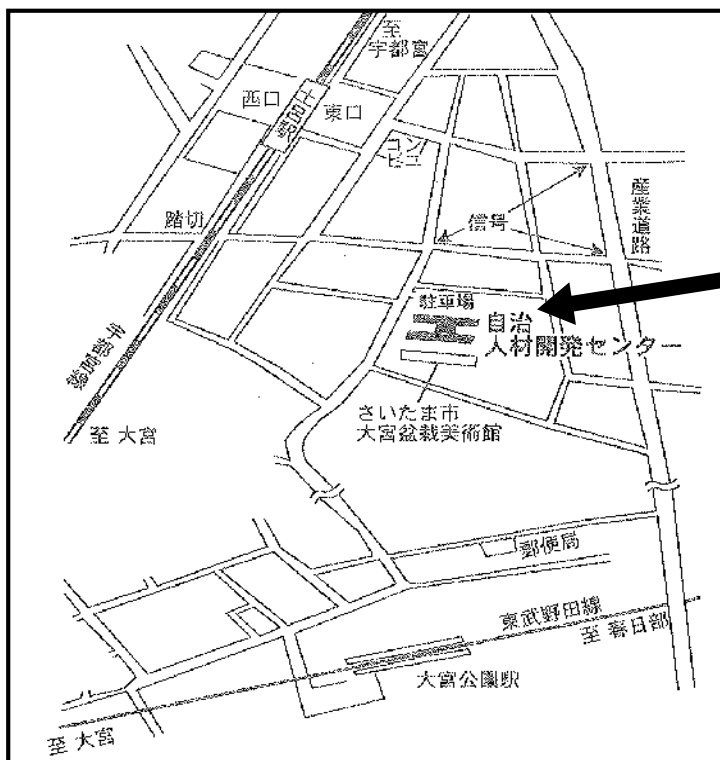 至
宇都宮
西口
東口
土呂駅
コン
ビニ
産業道路
踏切
信号
駐車場
自治
人材開発センター
宇都宮線
さいたま市
大宮盆栽美術館
至 大宮
郵便局
東武野田線
至 春日部
大宮公園駅
至 大宮